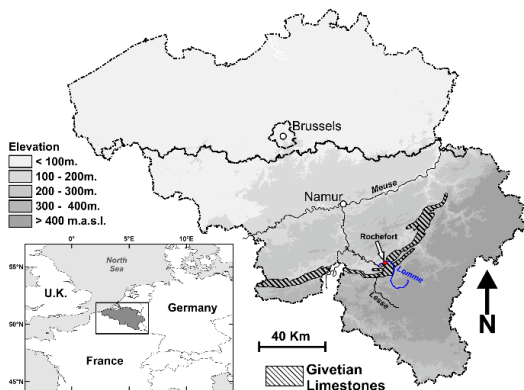 Brussels
Elevation
< 100m.
100 - 200m.
200 - 300m.
300 - 400m.
> 400 m.a.s.l.
Namur
Meuse
Rochefort
Lomme
Lesse
0°
5°
10°
North
Sea
55°N
U.K.
Germany
50°N
France
45°N
40 Km
N
Givetian
Limestones